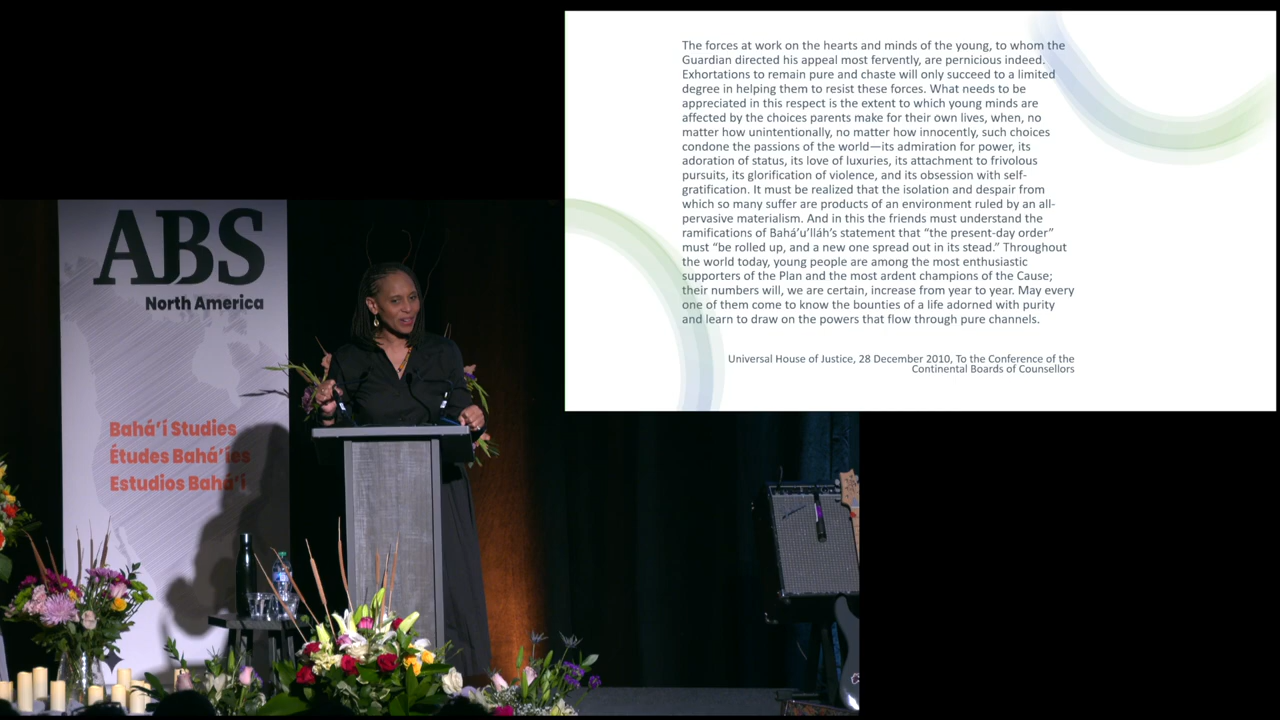 The forces at work on the hearts and minds of the young, to whom the
Guardian directed his appeal most fervently, are pernicious indeed.
Exhortations to remain pure and chaste will only succeed to a limited
degree in helping them to resist these forces. What needs to be
appreciated in this respect is the extent to which young minds are
affected by the choices parents make for their own lives, when, no
matter how unintentionally, no matter how innocently, such choices
condone the passions of the world—its admiration for power, its
adoration of status, its love of luxuries, its attachment to frivolous
pursuits, its glorification of violence, and its obsession with self-
gratification. It must be realized that the isolation and despair from
which so many suffer are products of an environment ruled by an all-
pervasive materialism. And in this the friends must understand the
ramifications of Bahá’u’lláh’s statement that “the present-day order”
must “be rolled up, and a new one spread out in its stead.” Throughout
the world today, young people are among the most enthusiastic
supporters of the Plan and the most ardent champions of the Cause;
their numbers will, we are certain, increase from year to year. May every
one of them come to know the bounties of a life adorned with purity
and learn to draw on the powers that flow through pure channels.
Universal House of Justice, 28 December 2010, To the Conference of the
Continental Boards of Counsellors
ABS
North America
Bahá’í Studies
Études Bahá’íes
Estudios Bahá’í